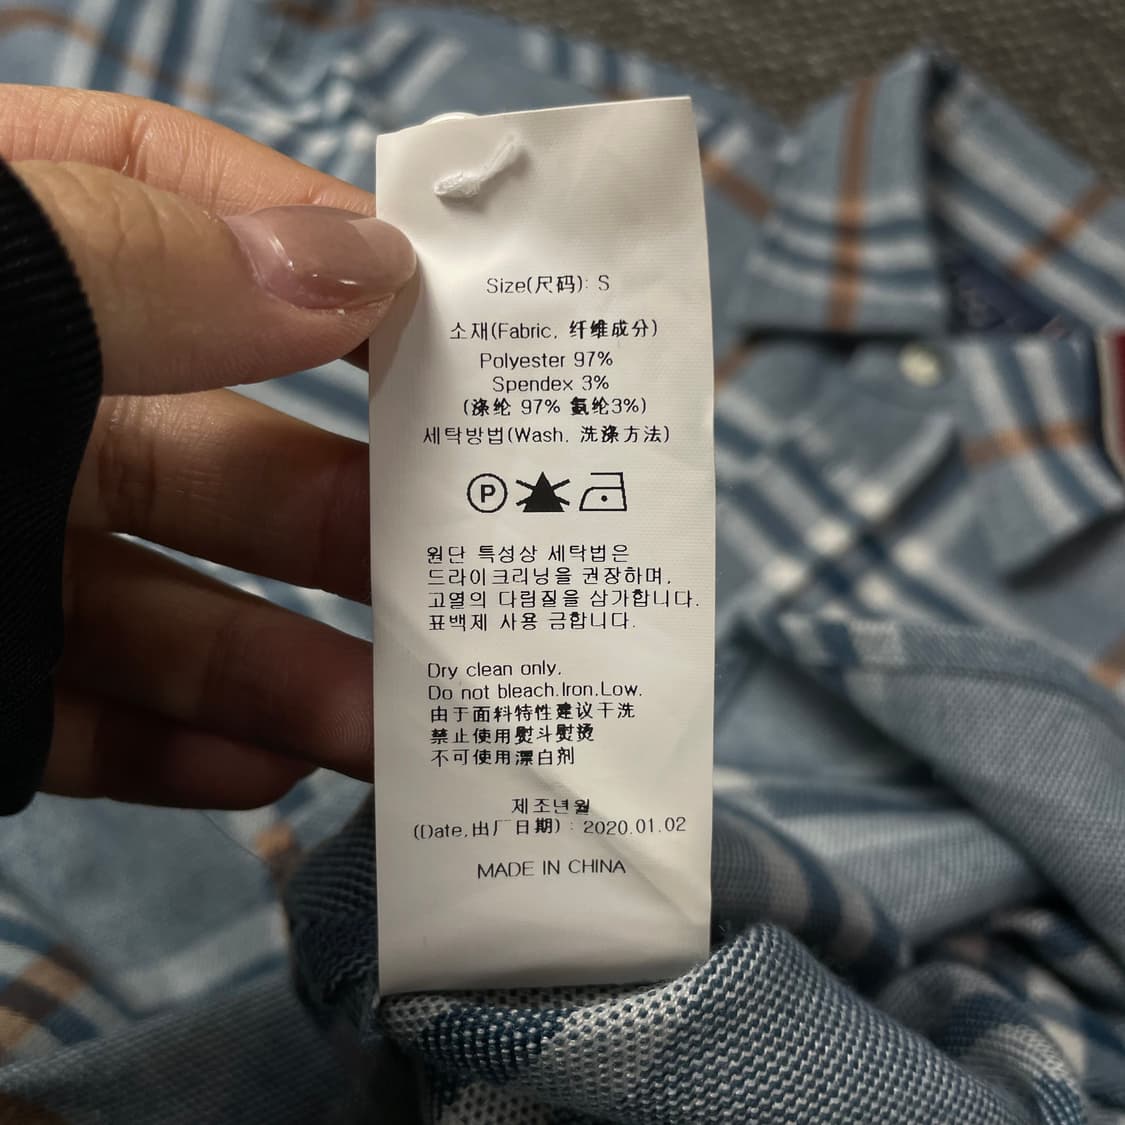 Size(尺码): S
소재(Fabric, 纤维成分)
Polyester 97%
Spendex 3%
(涤纶 97% 氨纶3%)
세탁방법(Wash, 洗涤方法)
P
원단 특성상 세탁법은
드라이크리닝을 권장하며,
고열의 다림질을 삼가합니다.
표백제 사용 금합니다.
Dry clean only,
Do not bleach.Iron.Low,
由于面料特性建议干洗
禁止使用熨斗熨烫
不可使用漂白剂
제조년월
(Date,出厂日期) : 2020.01.02
MADE IN CHINA